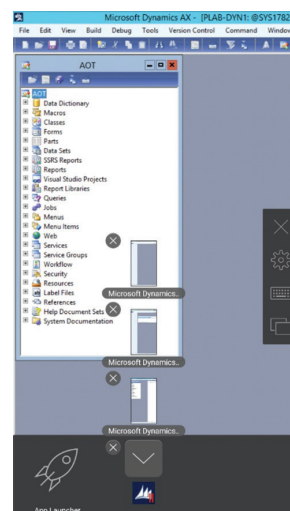 Microsoft Dynamics AX - [PLAB-DYN1: @SYS1782
File Edit View Build Debug Tools Version Control Command Window
AOT
AOT
Data Dictionary
Macros
Classes
Forms
Parts
Data Sets
SSRS Reports
Reports
Visual Studio Projects
Report Libraries
Queries
Jobs
Menus
Menu Items
Web
Services
Service Groups
Workflow
Security
Resources
Label Files
References
Help Document Sets
System Documentation
Microsoft Dynamics..
Microsoft Dynamics..
Microsoft Dynamics..
App Launcher